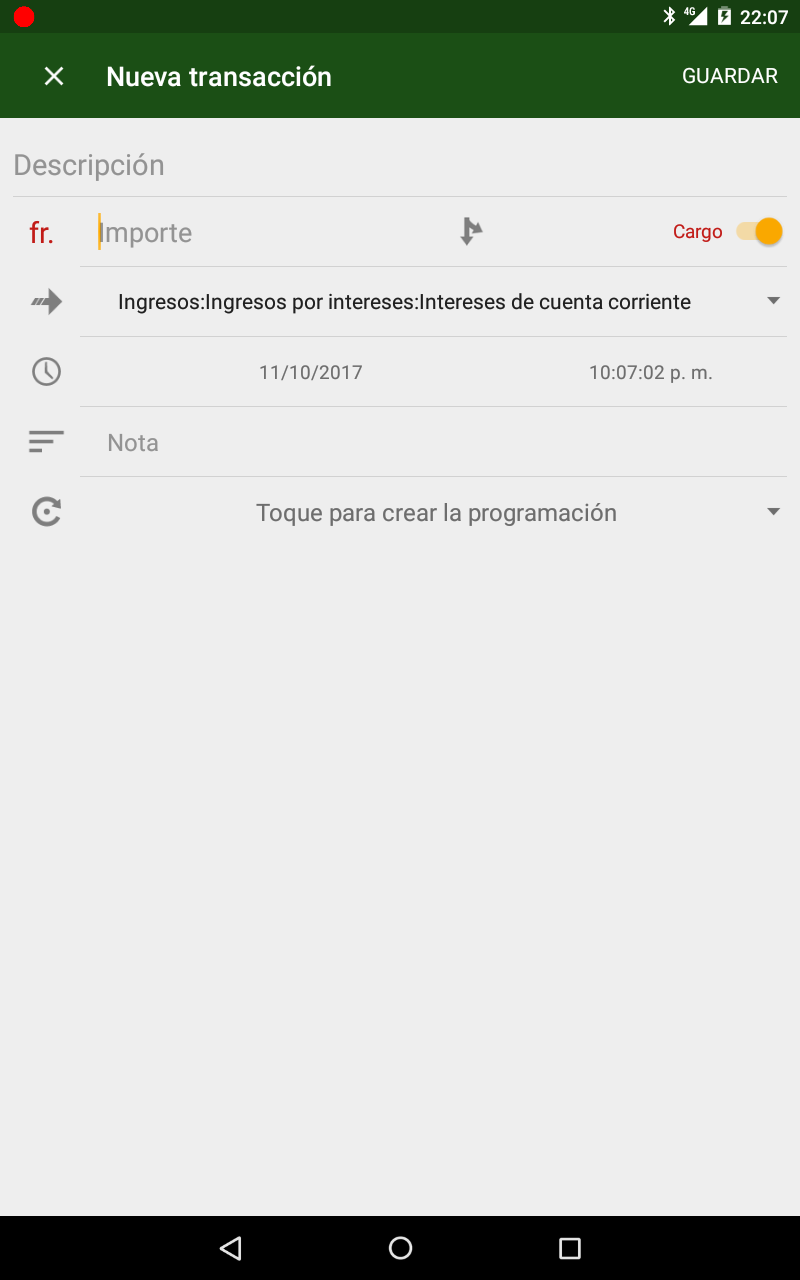 4G 22:07
Nueva transacción GUARDAR
Descripción
fr. Importe Cargo
Ingresos:Ingresos por intereses:Intereses de cuenta corriente
11/10/2017 10:07:02 p. m.
Nota
Toque para crear la programación